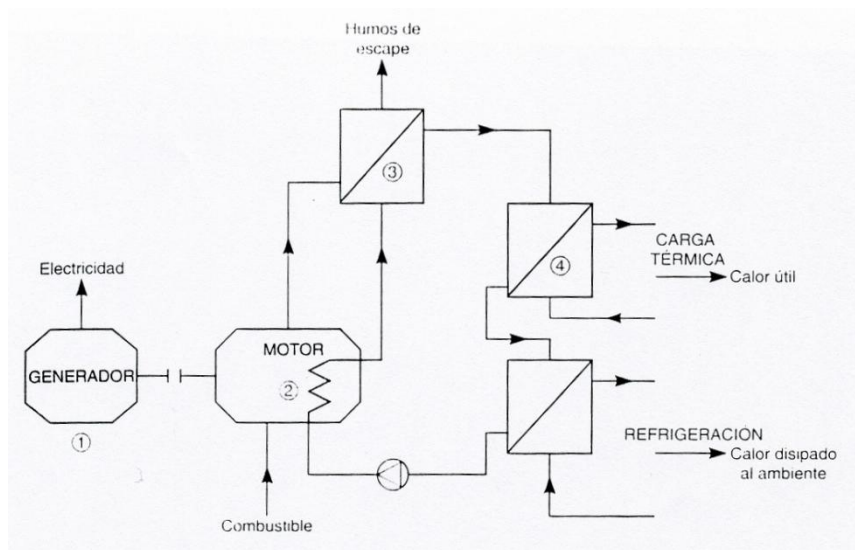 Humos de
escape
③
CARGA
TÉRMICA
④
Calor útil
Electricidad
MOTOR
GENERADOR
②
①
REFRIGERACIÓN
Calor disipado
al ambiente
Combustible